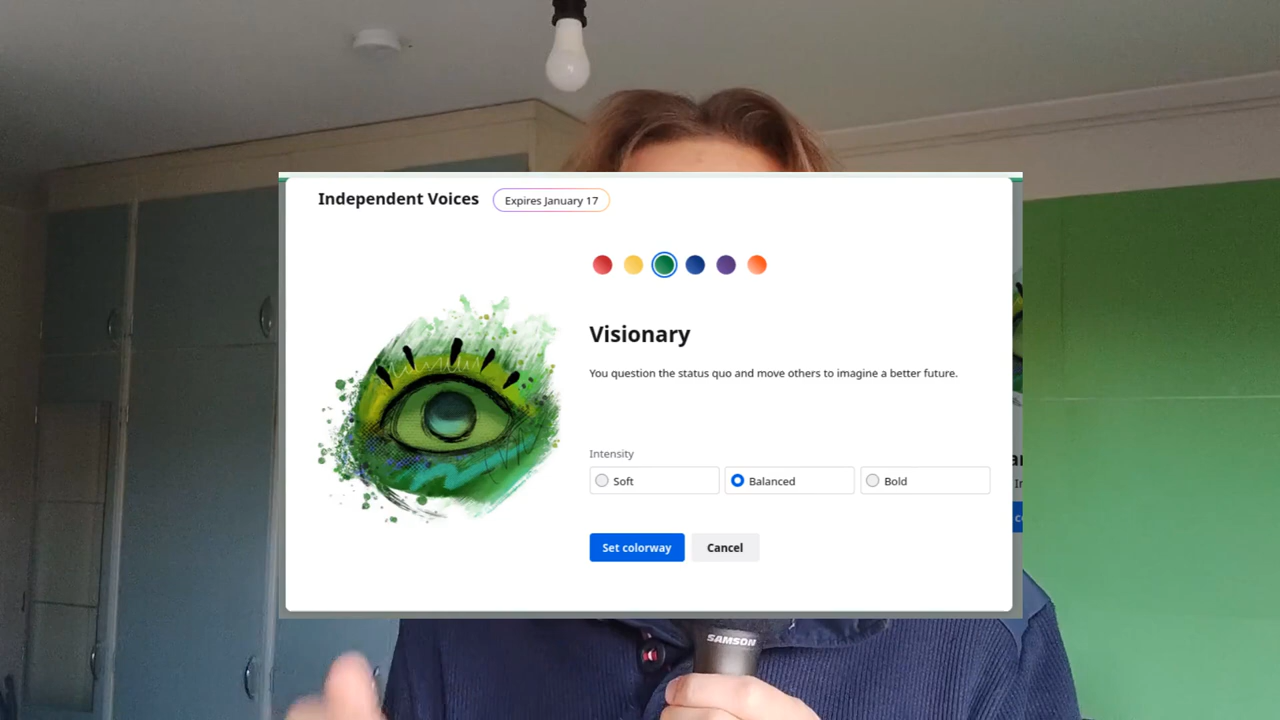 Independent Voices
Expires January 17
Visionary
You question the status quo and move others to imagine a better future.
Intensity
Soft
Balanced
Bold
Set colorway
Cancel
SAMSON